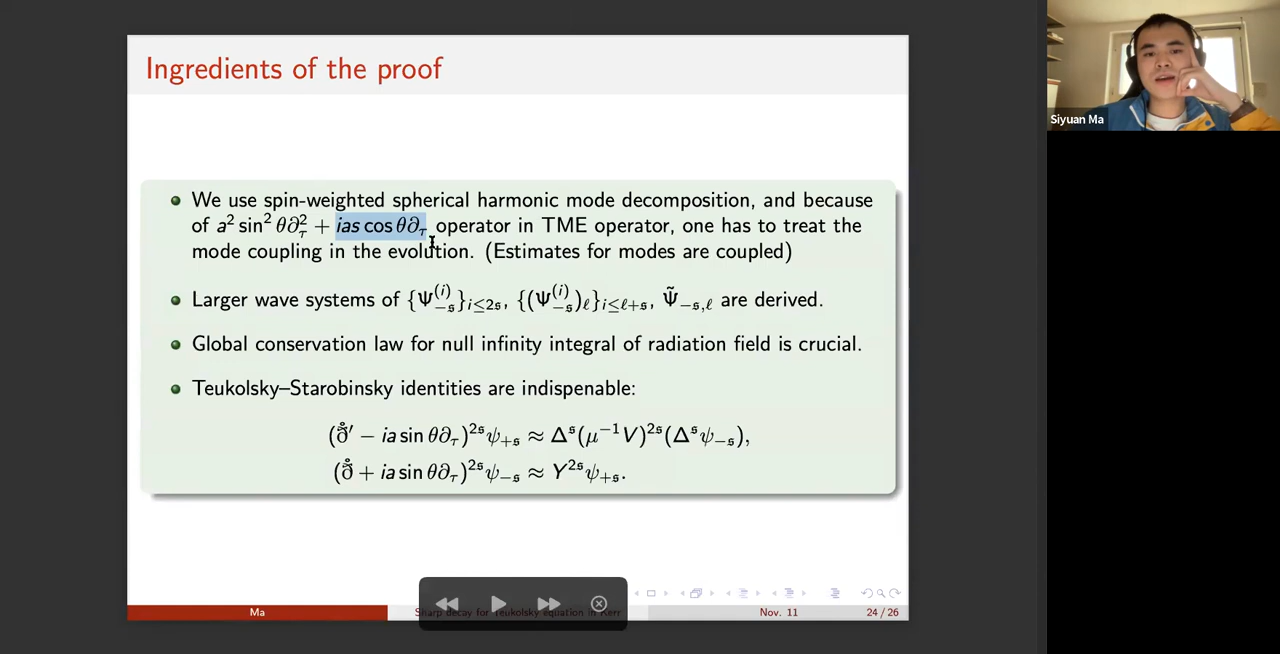 Ingredients of the proof
Siyuan Ma
We use spin-weighted spherical harmonic mode decomposition, and because
of a² sin² θ∂²_τ + ias cos θ∂_τ operator in TME operator, one has to treat the
mode coupling in the evolution. (Estimates for modes are coupled)
Larger wave systems of {Ψ^(i)_{−𝔰}}_{i≤2𝔰}, {(Ψ^(i)_{−𝔰})_ℓ}_{i≤ℓ+𝔰}, Ψ̃_{−𝔰,ℓ} are derived.
Global conservation law for null infinity integral of radiation field is crucial.
Teukolsky–Starobinsky identities are indispenable:
(ð̊′ − ia sin θ∂_τ)^{2𝔰}ψ_{+𝔰} ≈ Δ^𝔰(μ^{−1}V)^{2𝔰}(Δ^𝔰ψ_{−𝔰}),
(ð̊ + ia sin θ∂_τ)^{2𝔰}ψ_{−𝔰} ≈ Y^{2𝔰}ψ_{+𝔰}.
Ma
Sharp decay for Teukolsky equation in Kerr
Nov. 11
24 / 26